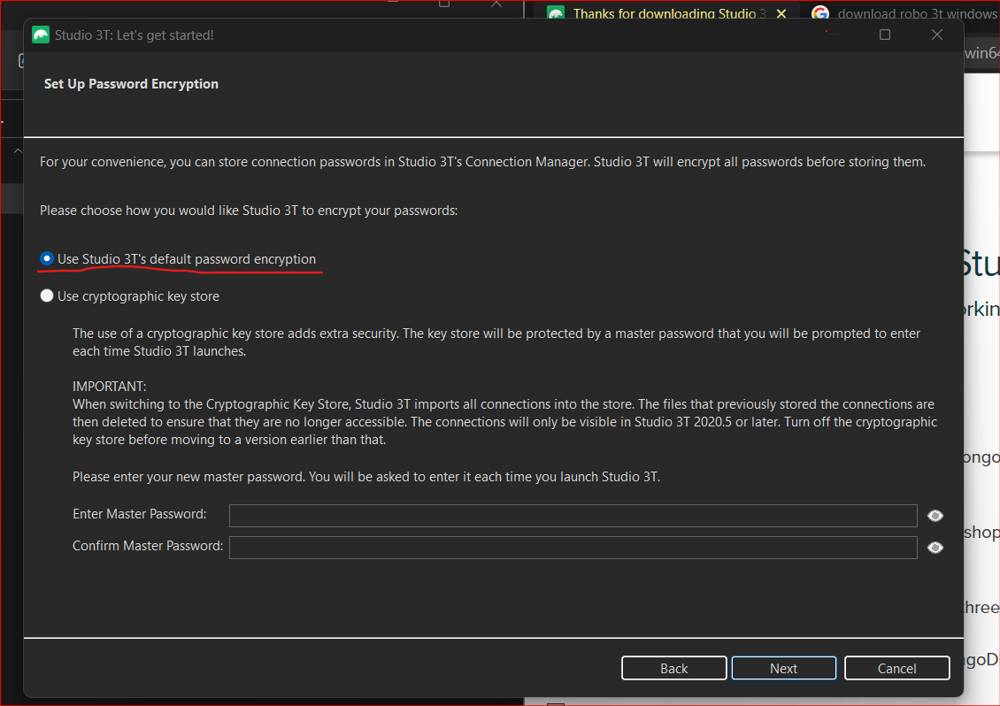 Thanks for downloading Studio 3
download robo 3t windows
Studio 3T: Let's get started!
win64
Set Up Password Encryption
For your convenience, you can store connection passwords in Studio 3T's Connection Manager. Studio 3T will encrypt all passwords before storing them.
Please choose how you would like Studio 3T to encrypt your passwords:
Use Studio 3T's default password encryption
Stu
Use cryptographic key store
orkin
The use of a cryptographic key store adds extra security. The key store will be protected by a master password that you will be prompted to enter
each time Studio 3T launches.
IMPORTANT:
When switching to the Cryptographic Key Store, Studio 3T imports all connections into the store. The files that previously stored the connections are
then deleted to ensure that they are no longer accessible. The connections will only be visible in Studio 3T 2020.5 or later. Turn off the cryptographic
key store before moving to a version earlier than that.
ongo
Please enter your new master password. You will be asked to enter it each time you launch Studio 3T.
Enter Master Password:
shop
Confirm Master Password:
three
goD
Back
Next
Cancel